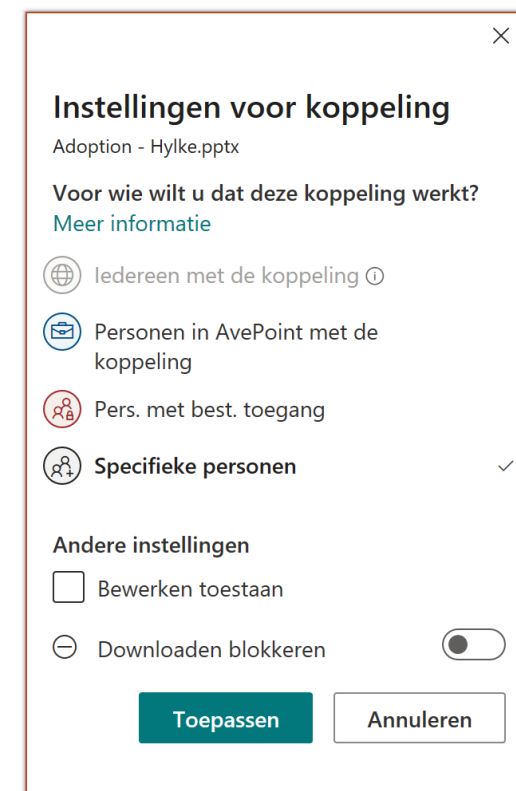 Instellingen voor koppeling
Adoption - Hylke.pptx
Voor wie wilt u dat deze koppeling werkt?
Meer informatie
Iedereen met de koppeling
Personen in AvePoint met de
koppeling
Pers. met best. toegang
Specifieke personen
Andere instellingen
Bewerken toestaan
Downloaden blokkeren
Toepassen
Annuleren